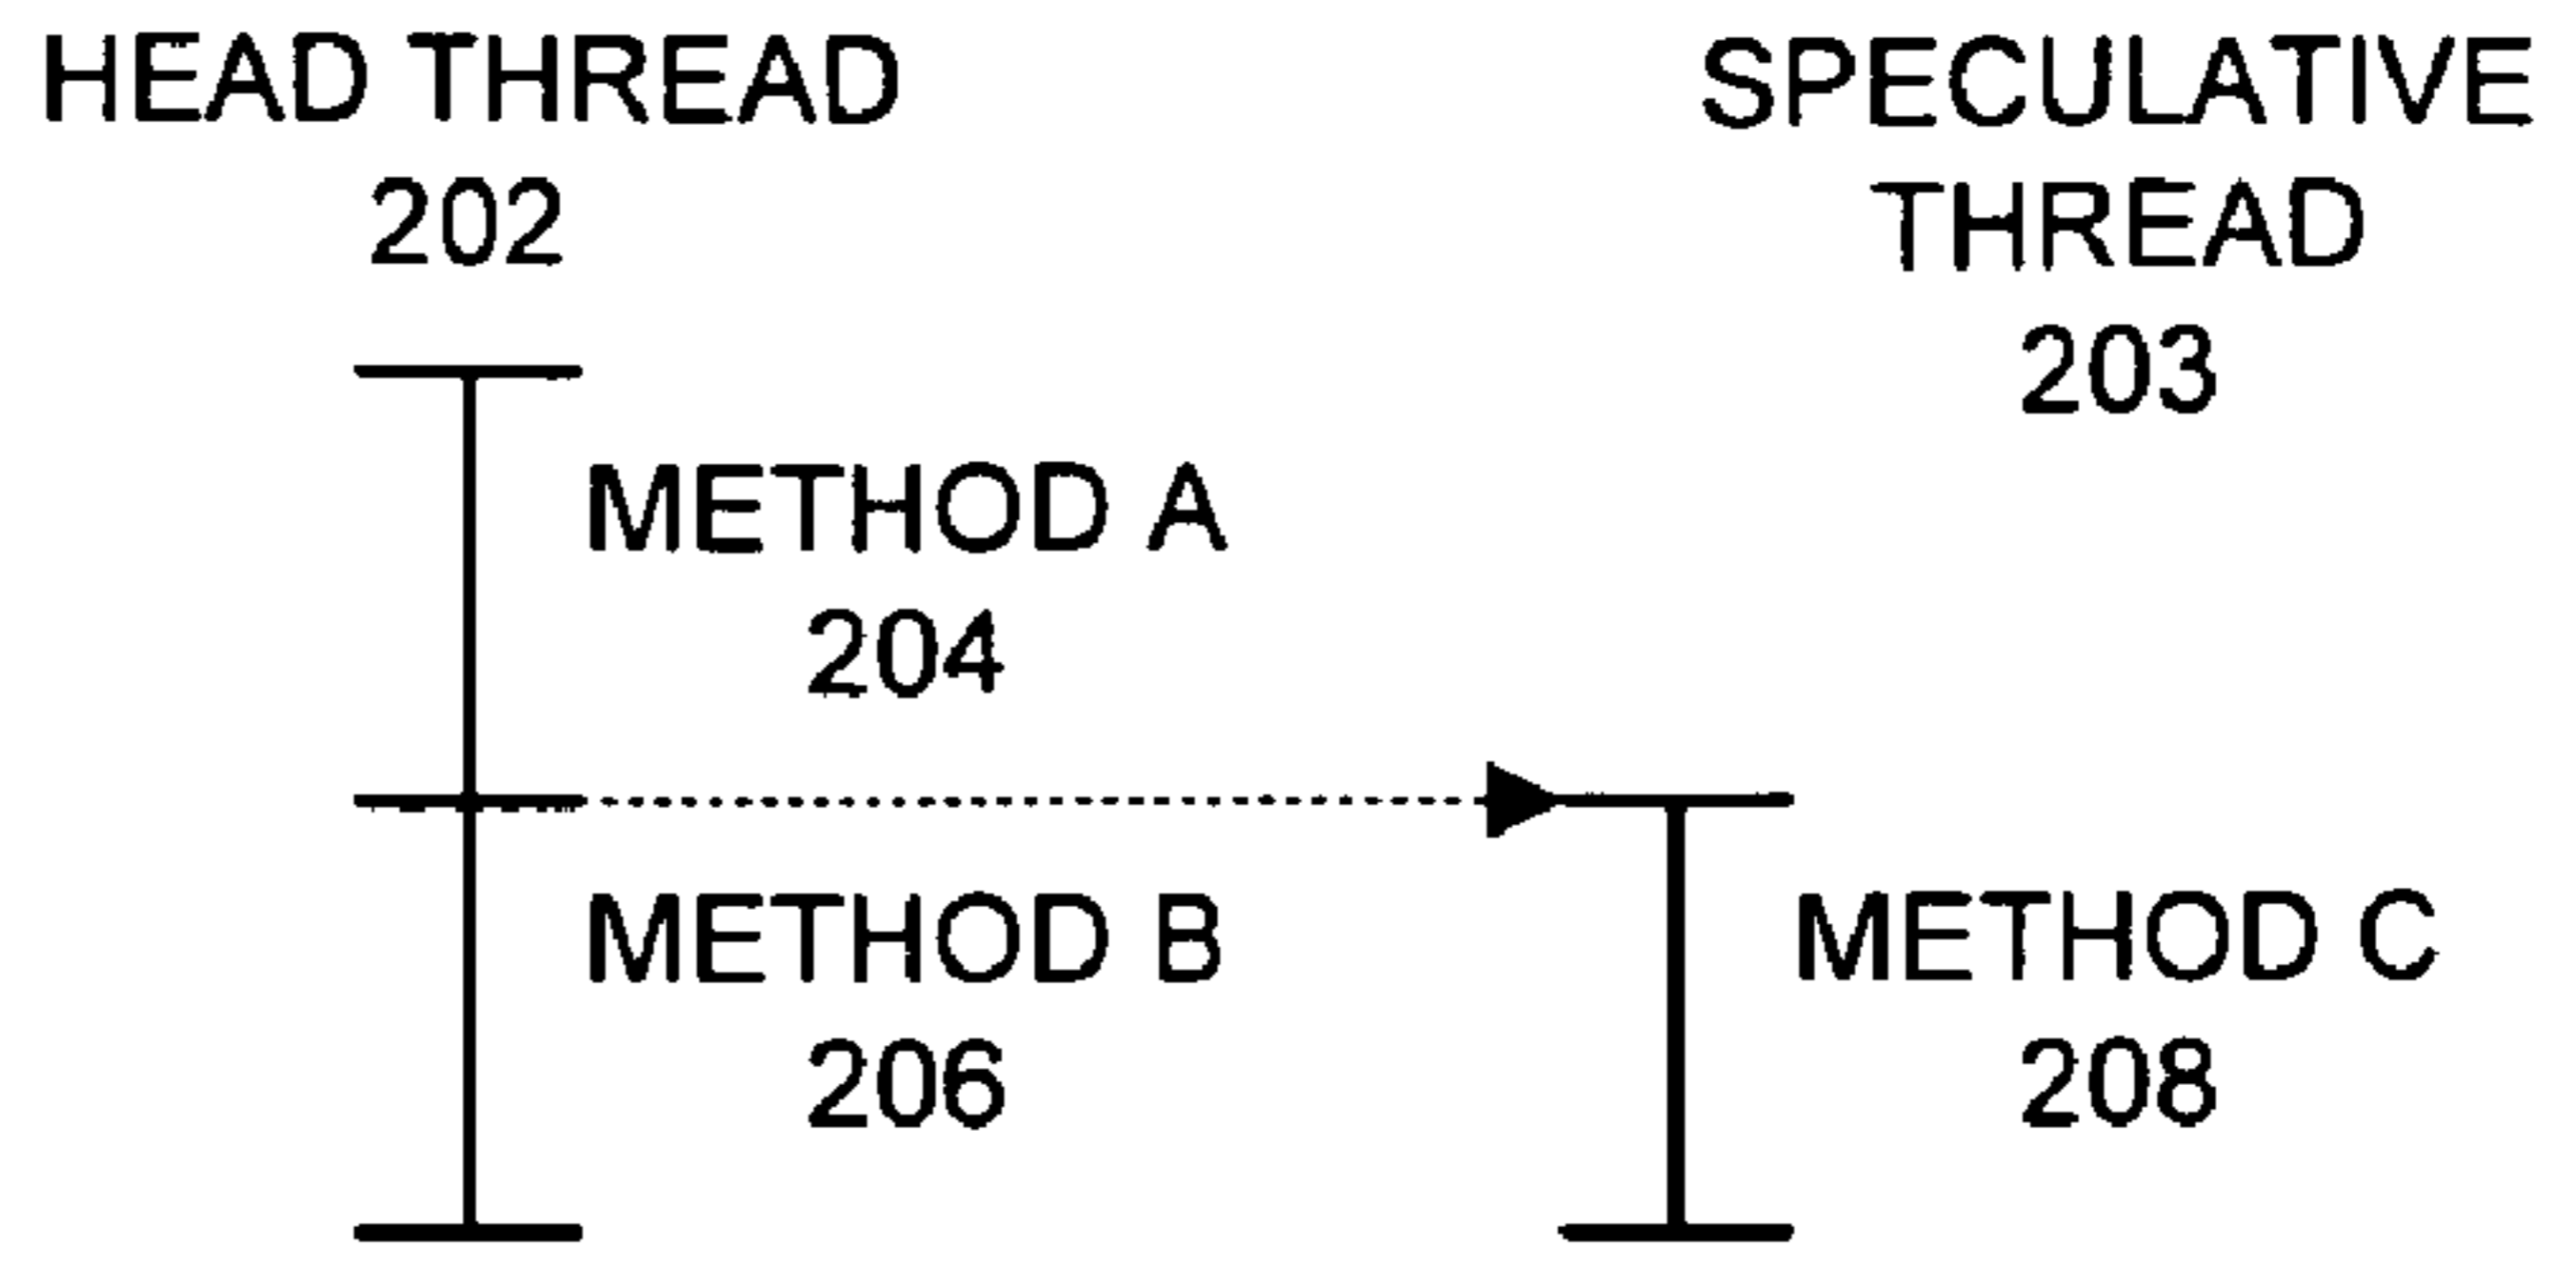 HEAD THREAD
202
SPECULATIVE
THREAD
203
METHOD A
204
METHOD B
206
METHOD C
208